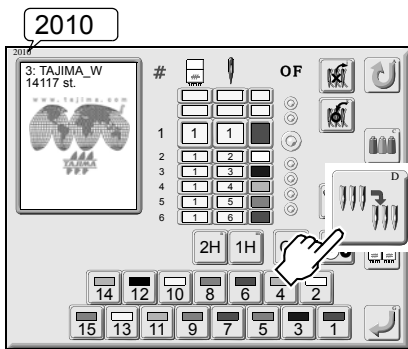 2010
2010
3: TAJIMA_W
14117 st.
www.tajima.com
TAJIMA
# # OF
1 1 1
2 1 2
3 1 3
4 1 4
5 1 5
6 1 6
D
2H 1H
14 12 10 8 6 4 2
15 13 11 9 7 5 3 1